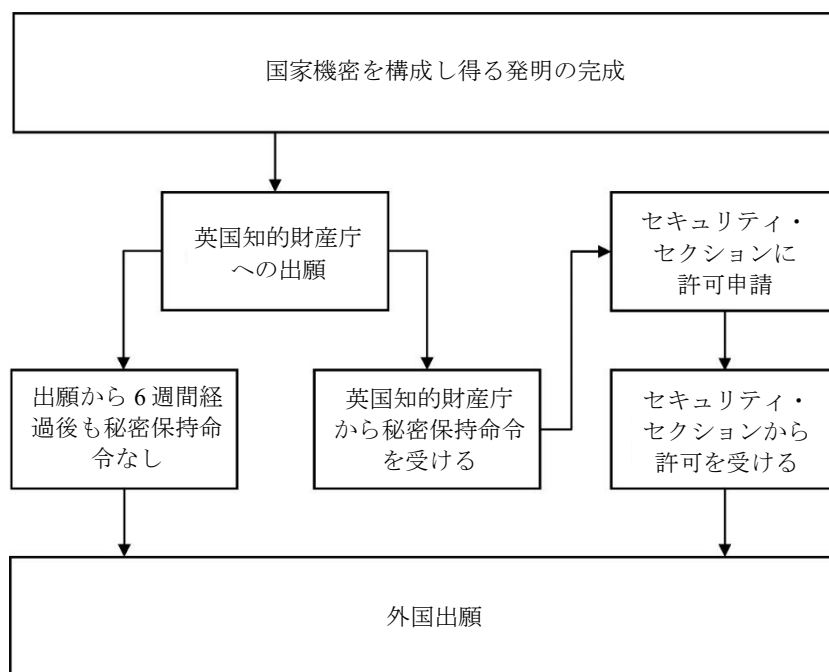 国家機密を構成し得る発明の完成
英国知的財産庁
への出願
セキュリティ・
セクションに
許可申請
出願から 6 週間経
過後も秘密保持命
令なし
英国知的財産庁
から秘密保持命令
を受ける
セキュリティ・
セクションから
許可を受ける
外国出願